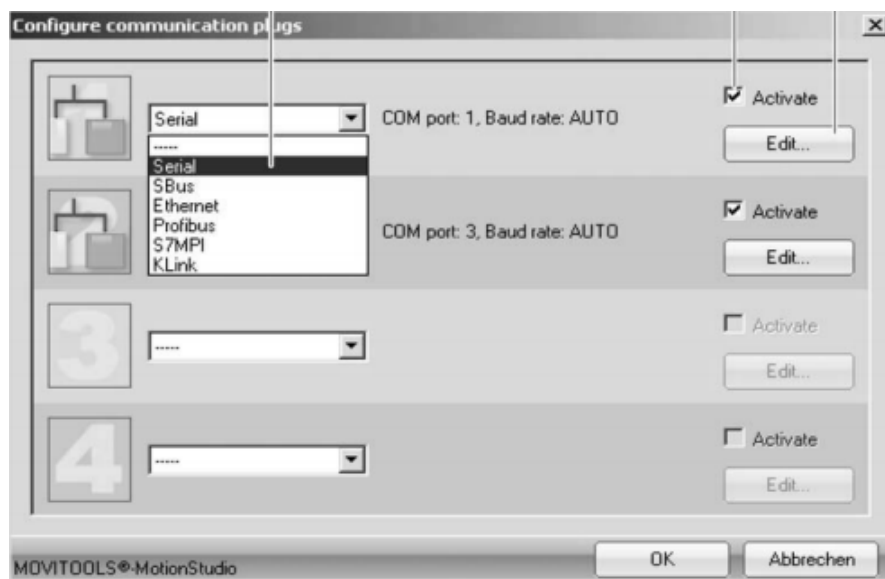 Configure communication plugs
Serial
COM port: 1, Baud rate: AUTO
Activate
Edit...
-----
Serial
SBus
Ethernet
Profibus
S7MPI
KLink
COM port: 3, Baud rate: AUTO
Activate
Edit...
3
-----
Activate
Edit...
4
-----
Activate
Edit...
MOVITOOLS®-MotionStudio
OK
Abbrechen